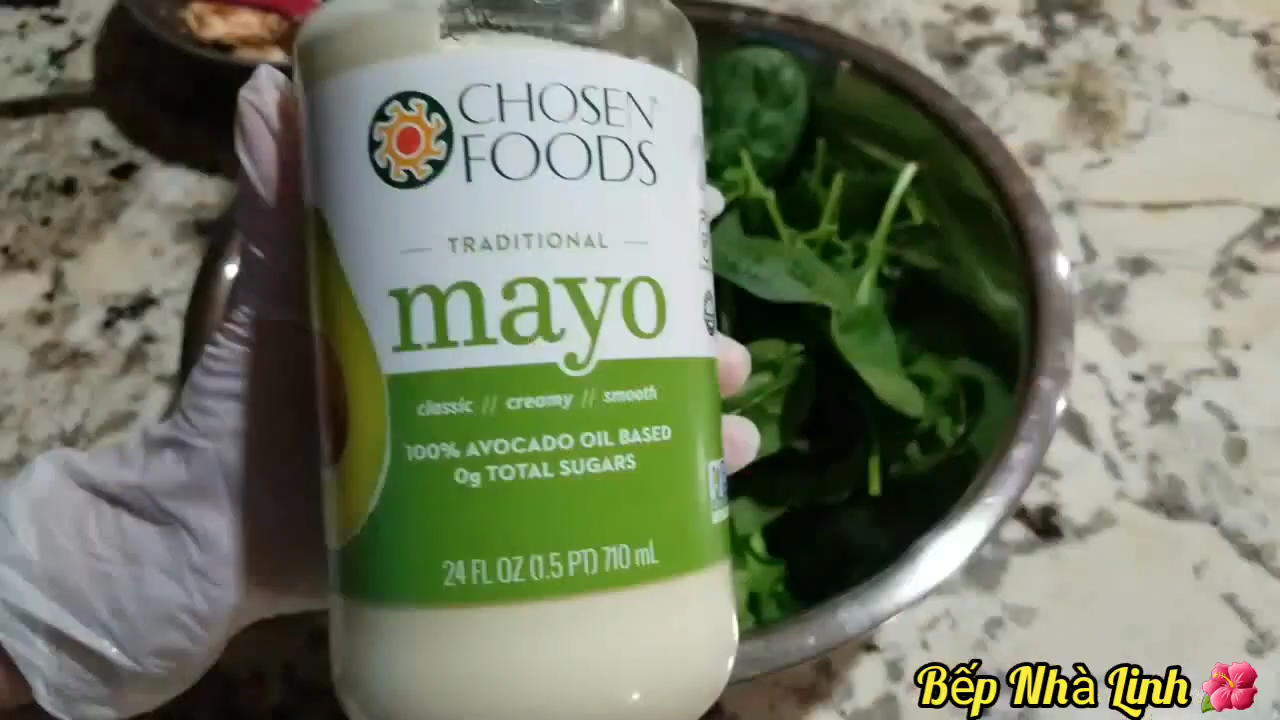 CHOSEN
FOODS
TRADITIONAL
mayo
classic // creamy // smooth
100% AVOCADO OIL BASED
0g TOTAL SUGARS
24 FL OZ (1.5 PT) 710 mL
Bếp Nhà Linh